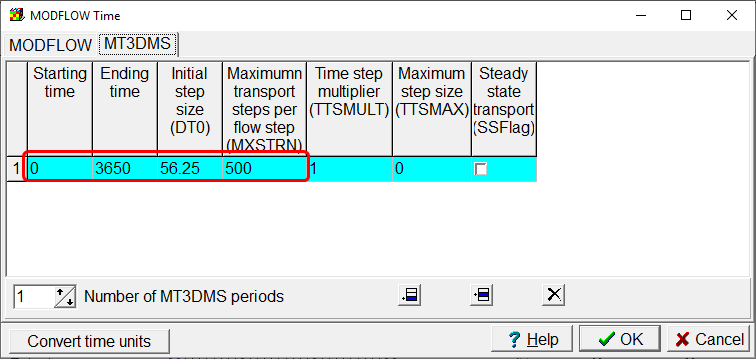 MODFLOW Time
MODFLOW MT3DMS
Starting time
Ending time
Initial step size (DT0)
Maximumn transport steps per flow step (MXSTRN)
Time step multiplier (TTSMULT)
Maximum step size (TTSMAX)
Steady state transport (SSFlag)
1 0 3650 56.25 500 1 0
1 Number of MT3DMS periods
Convert time units ? Help OK Cancel